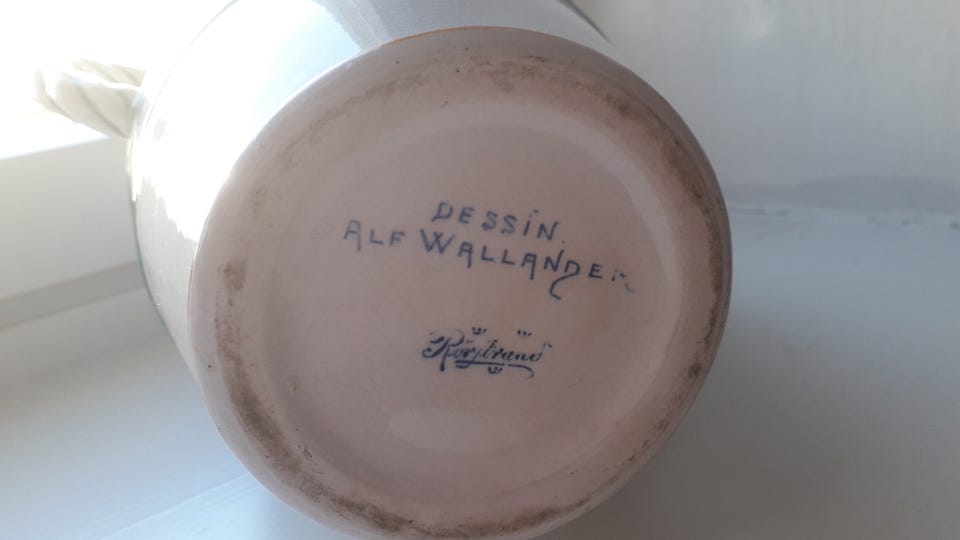 DESSIN.
ALF WALLANDER
Rörstrand